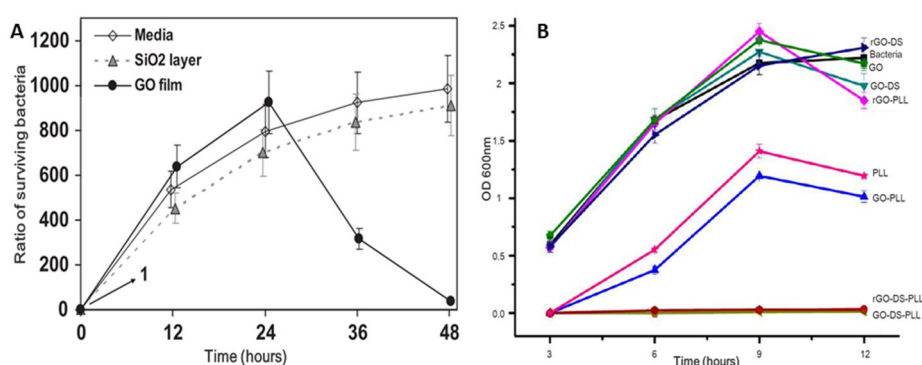 A
Media
SiO2 layer
GO film
Ratio of surviving bacteria
1200
1000
800
600
400
200
0
1
0 12 24 36 48
Time (hours)
B
OD 600nm
2.5
2.0
1.5
1.0
0.5
0.0
rGO-DS
Bacteria
GO
GO-DS
rGO-PLL
PLL
GO-PLL
rGO-DS-PLL
GO-DS-PLL
3 6 9 12
Time (hours)